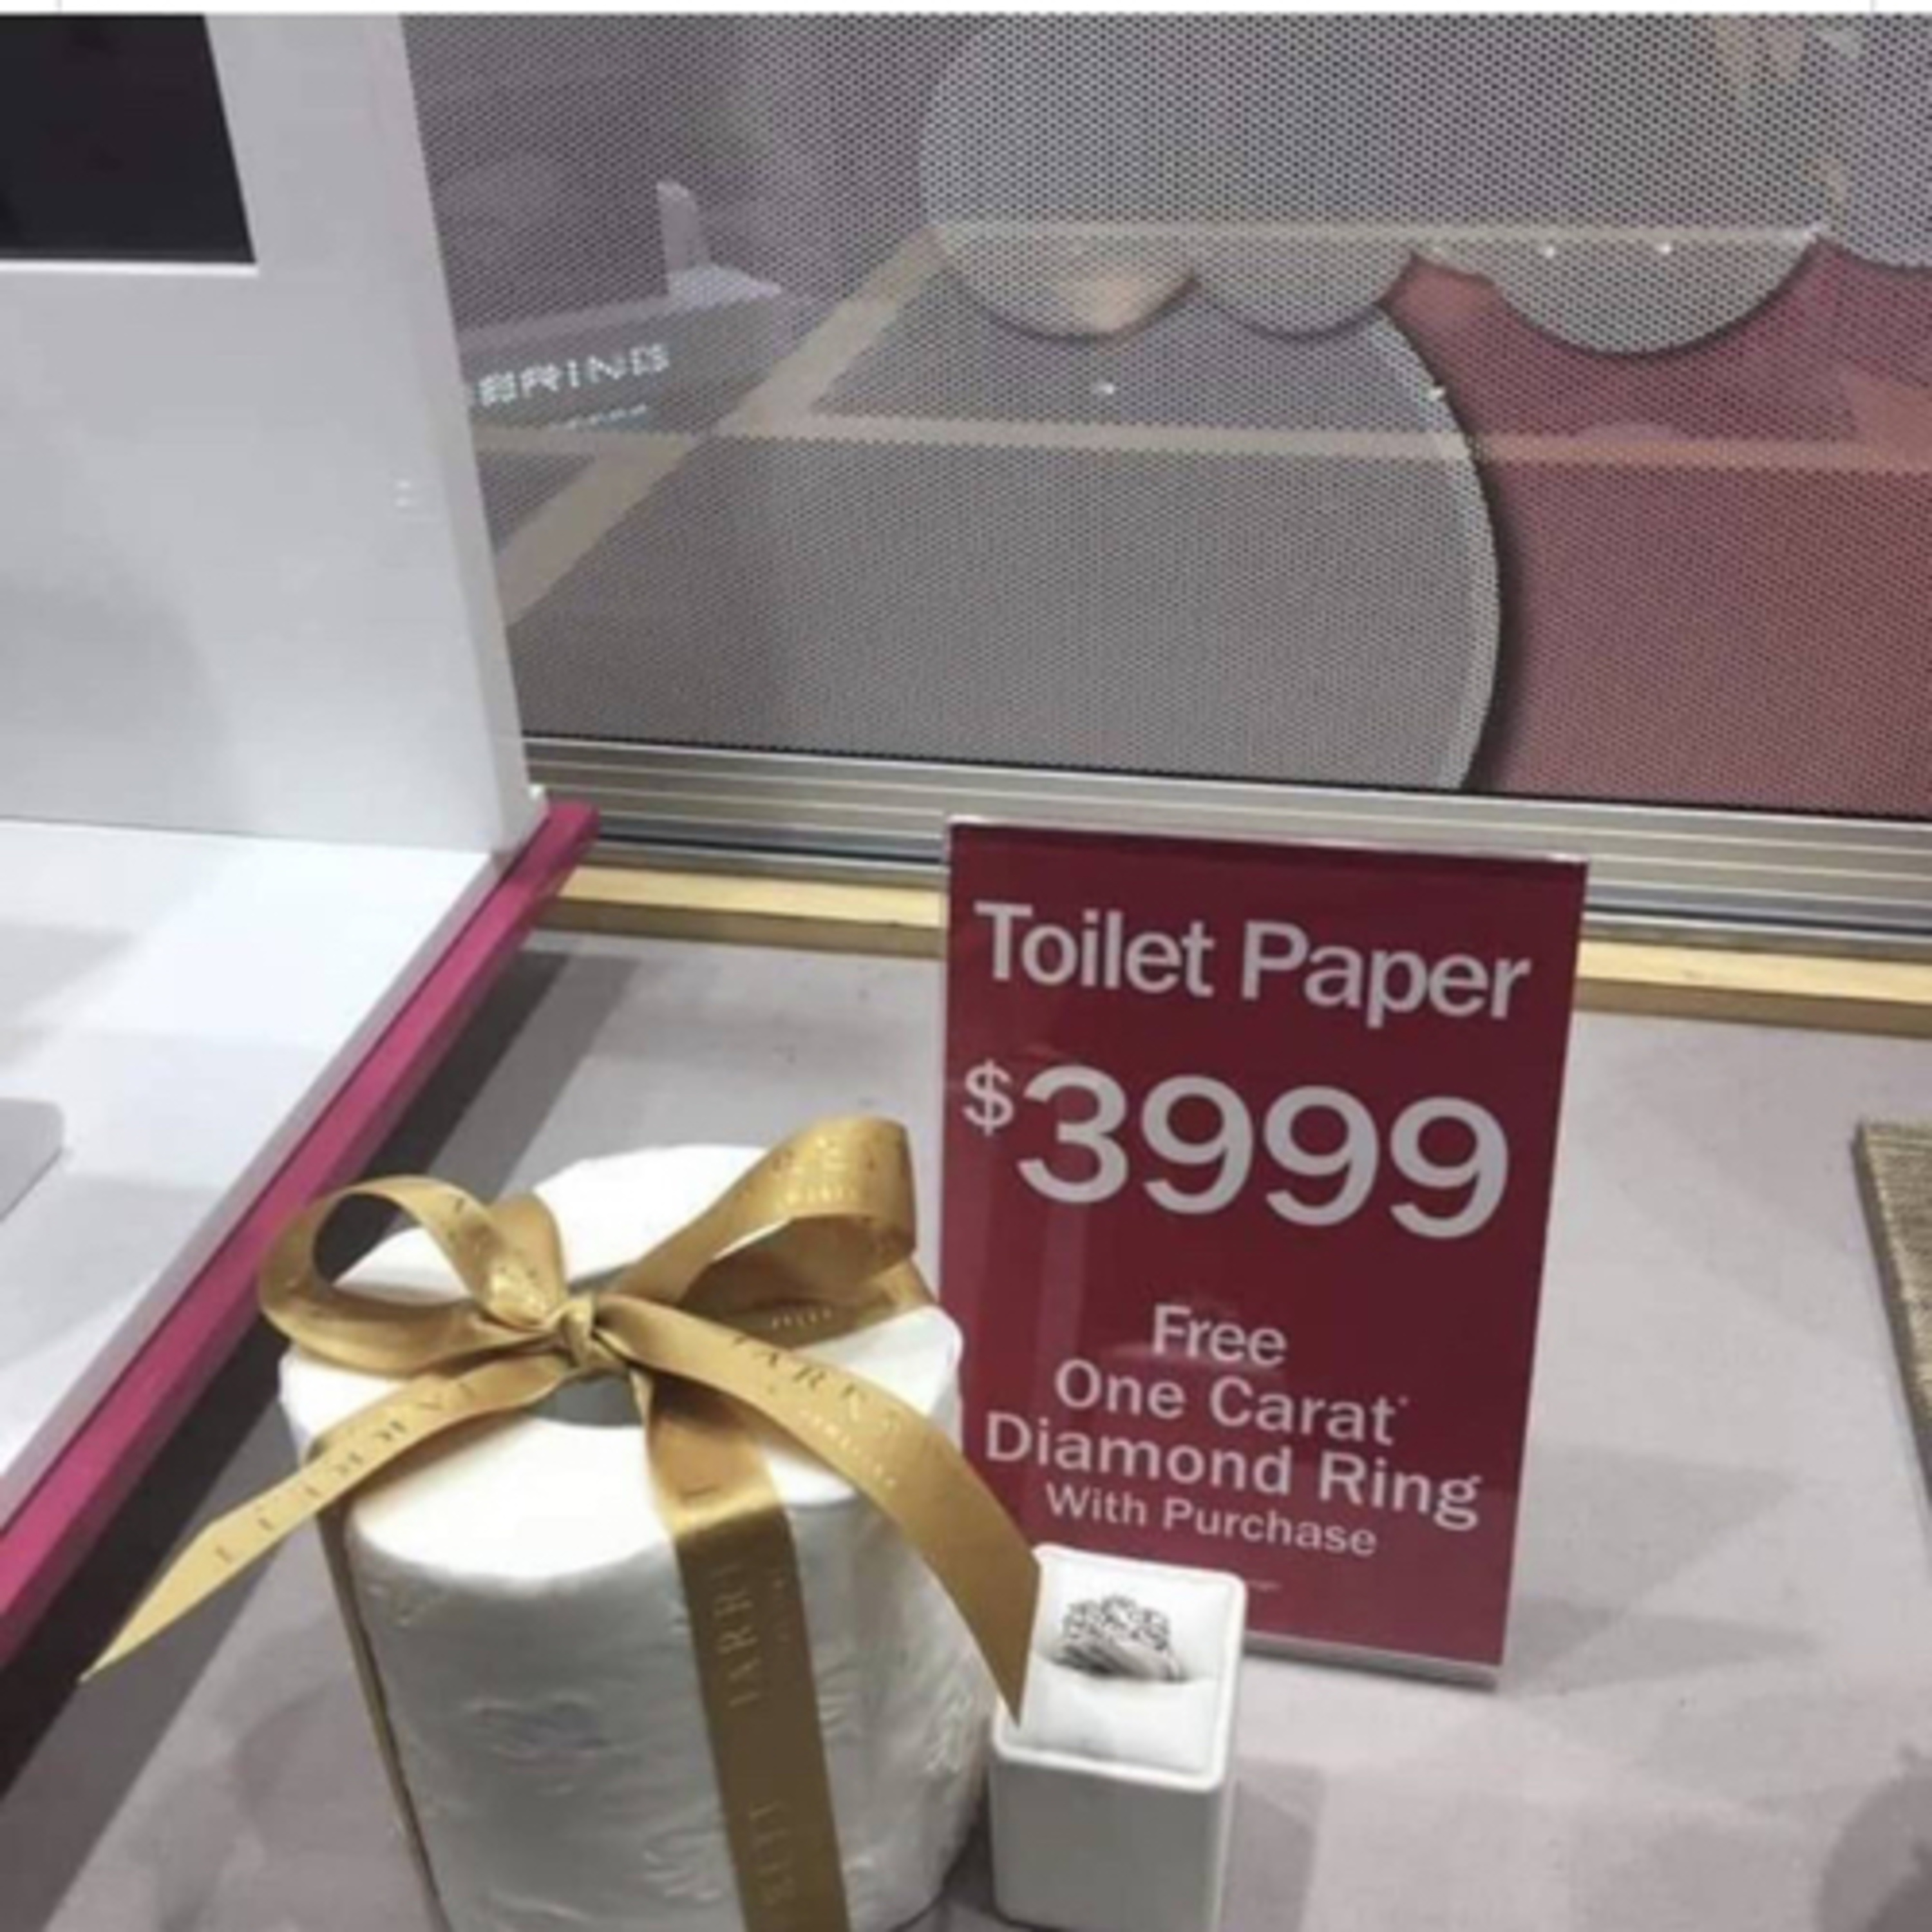 Toilet Paper
$3999
Free
One Carat*
Diamond Ring
With Purchase